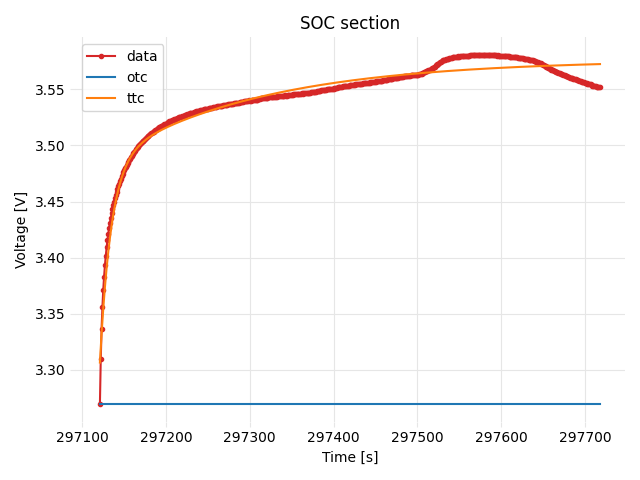 SOC section
data
otc
ttc
Voltage [V]
3.55
3.50
3.45
3.40
3.35
3.30
297100 297200 297300 297400 297500 297600 297700
Time [s]